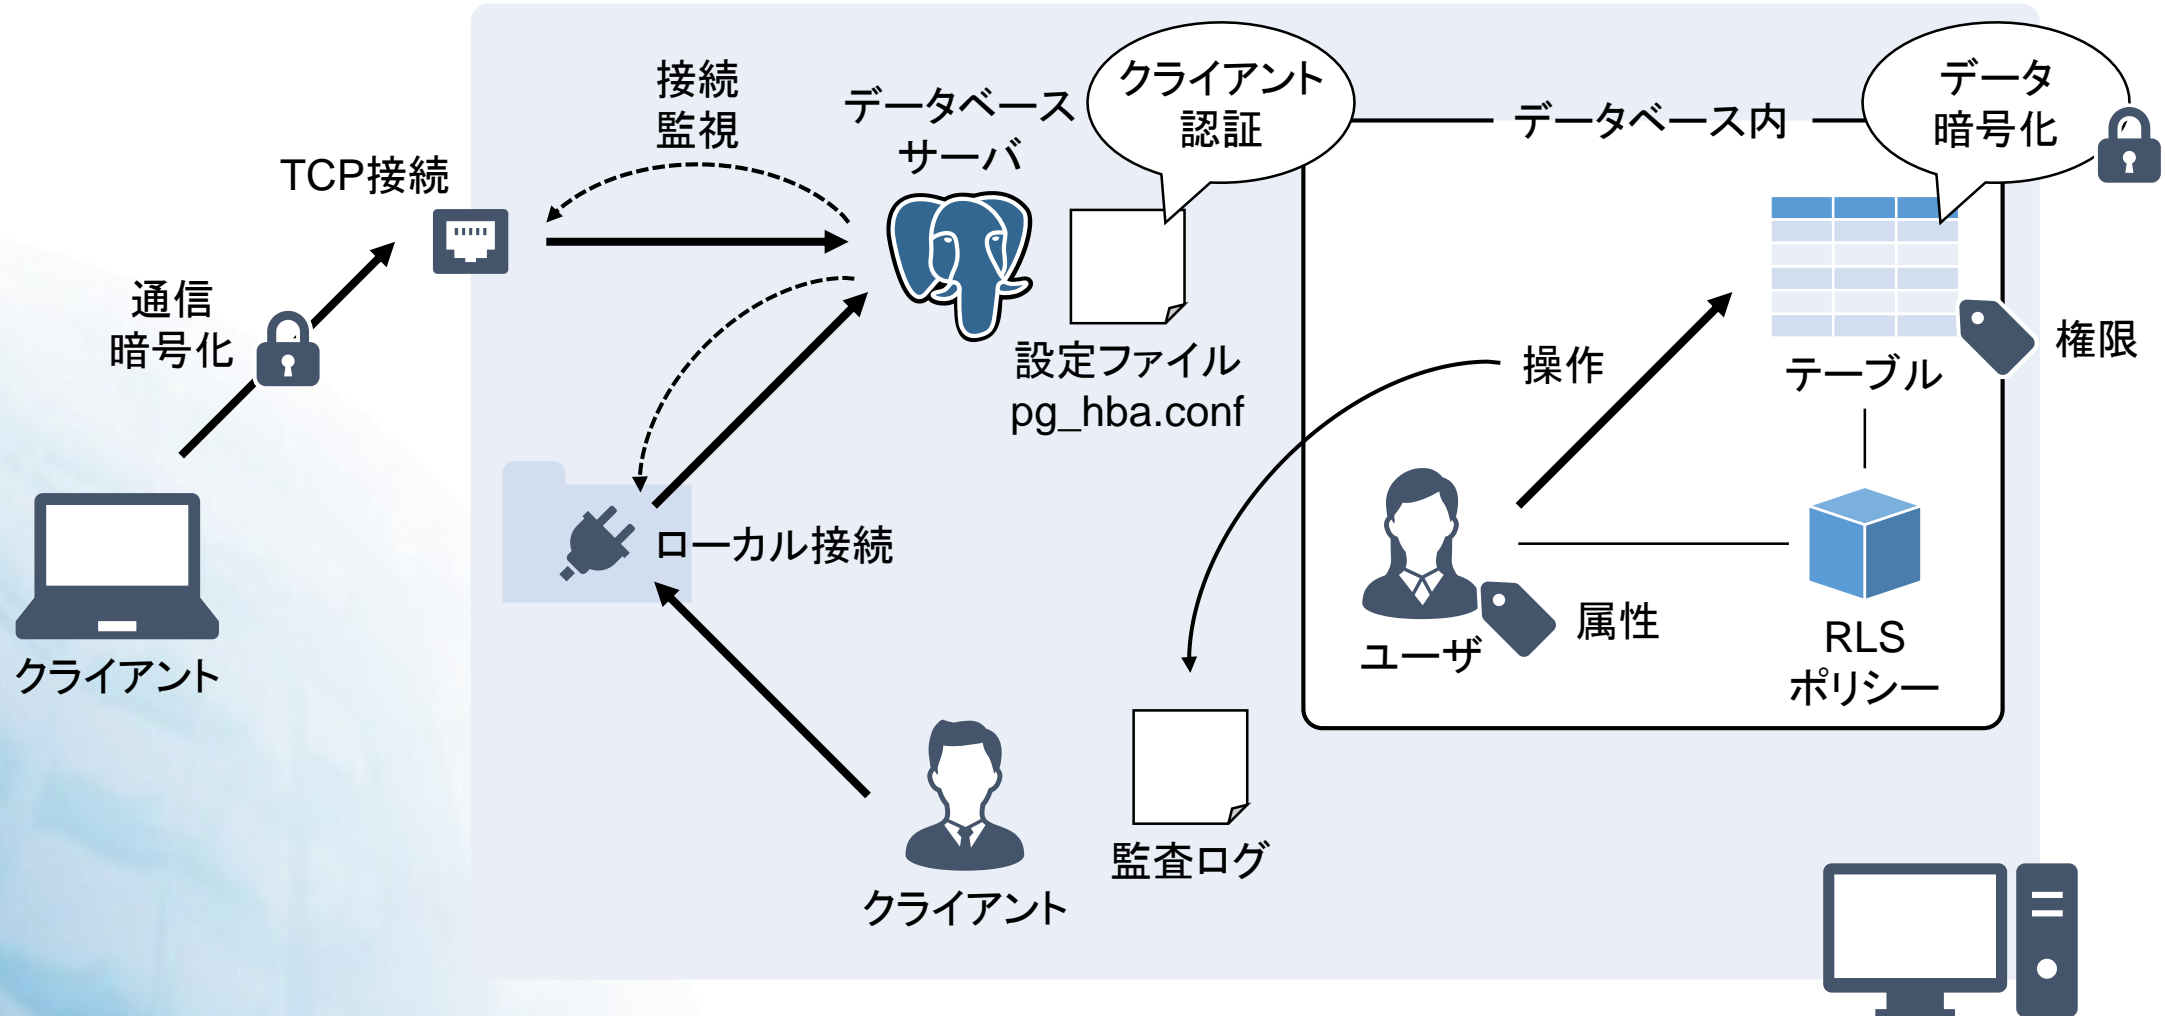 接続
監視
データベース
サーバ
クライアント
認証
データベース内
データ
暗号化
TCP接続
通信
暗号化
設定ファイル
pg_hba.conf
操作
テーブル
権限
ローカル接続
クライアント
ユーザ
属性
RLS
ポリシー
監査ログ
クライアント